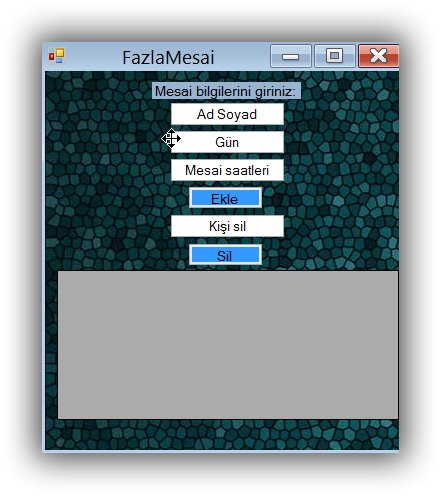 FazlaMesai
Mesai bilgilerini giriniz:
Ad Soyad
Gün
Mesai saatleri
Ekle
Kişi sil
Sil